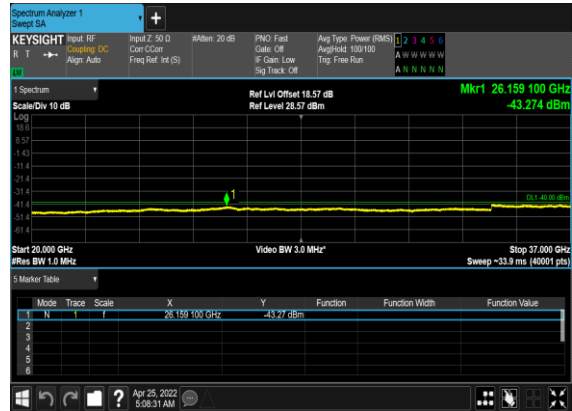 Spectrum Analyzer 1
Swept SA
+
KEYSIGHT Input: RF Input Z: 50 Ω #Atten: 20 dB PNO: Fast Avg Type: Power (RMS) 1 2 3 4 5 6
R T Coupling: DC Corr CCorr Gate: Off Avg|Hold: 100/100 A W W W W W
Align: Auto Freq Ref: Int (S) IF Gain: Low Trig: Free Run A N N N N N
Sig Track: Off
1 Spectrum
Scale/Div 10 dB Ref Lvl Offset 18.57 dB Mkr1 26.159 100 GHz
Ref Level 28.57 dBm -43.274 dBm
Log
18.6
8.57
-1.43
-11.4
-21.4
-31.4
1
DL1 -40.00 dBm
-41.4
-51.4
-61.4
Start 20.000 GHz Video BW 3.0 MHz* Stop 37.000 GHz
#Res BW 1.0 MHz Sweep ~33.9 ms (40001 pts)
5 Marker Table
Mode Trace Scale X Y Function Function Width Function Value
1 N 1 f 26.159 100 GHz -43.27 dBm
2
3
4
5
6
? Apr 25, 2022
5:08:31 AM